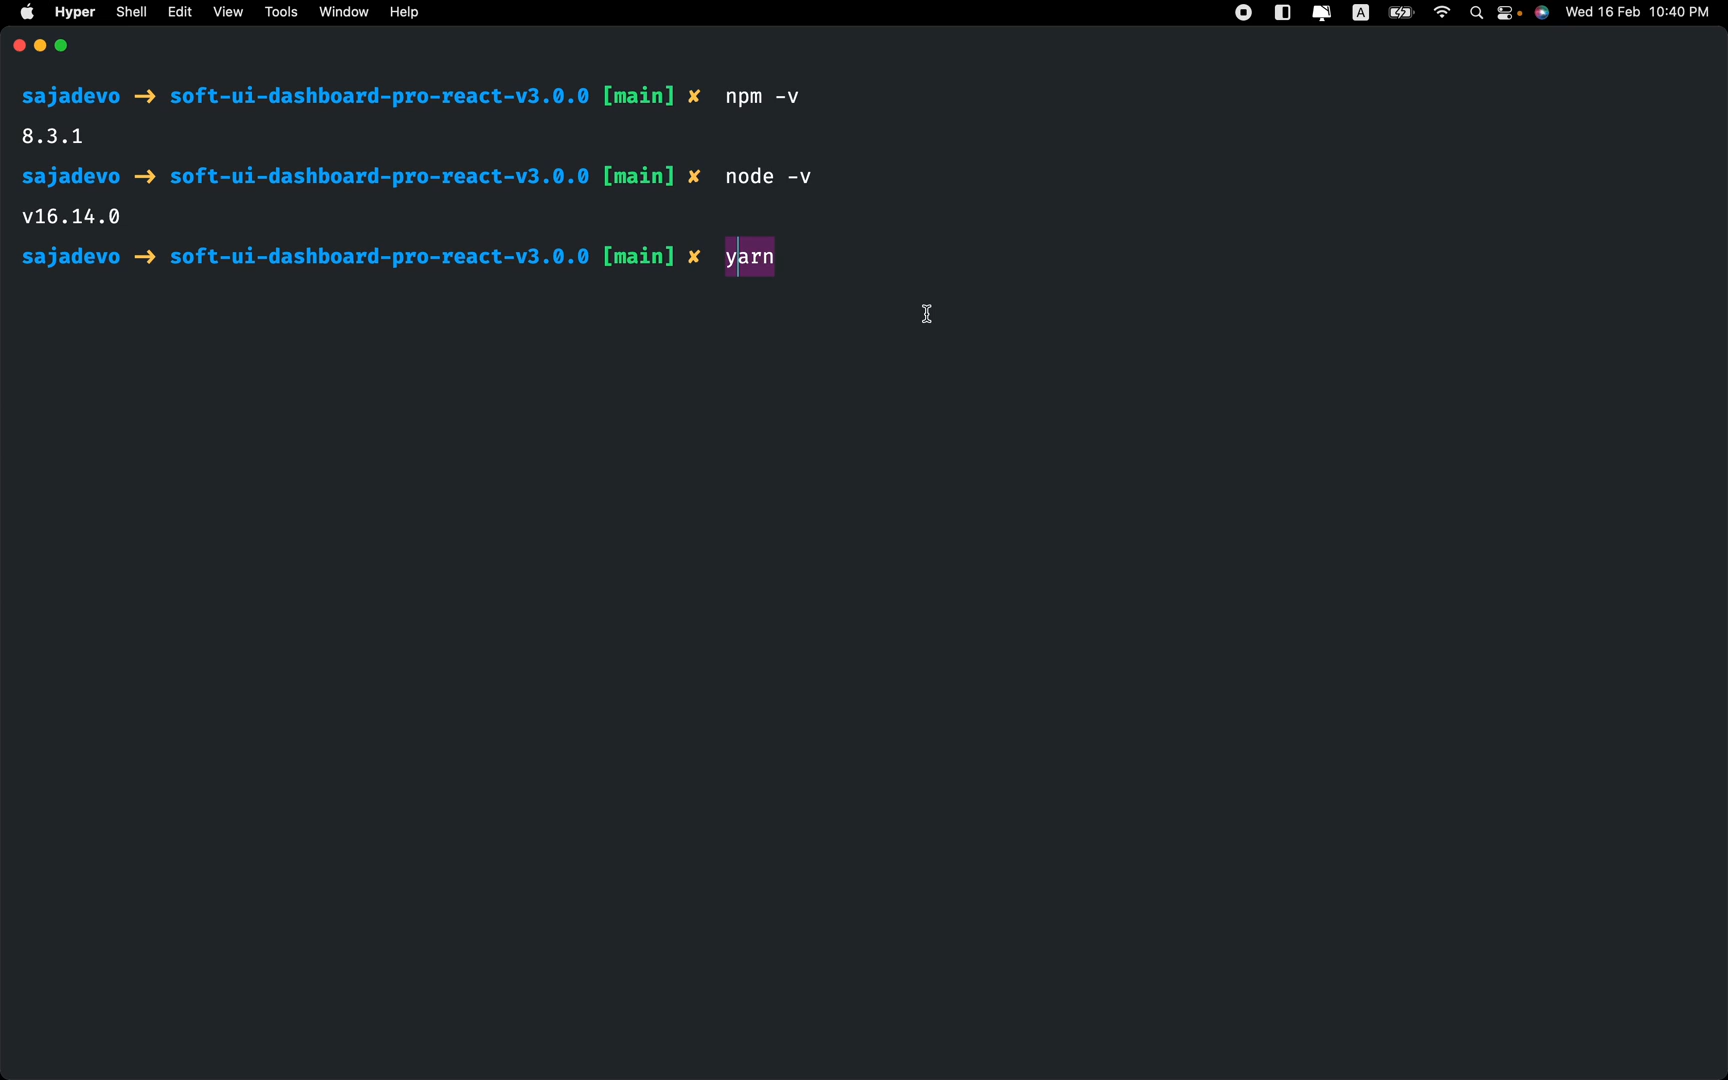 Hyper Shell Edit View Tools Window Help A Wed 16 Feb 10:40 PM
sajadevo → soft-ui-dashboard-pro-react-v3.0.0 [main] ✘ npm -v
8.3.1
sajadevo → soft-ui-dashboard-pro-react-v3.0.0 [main] ✘ node -v
v16.14.0
sajadevo → soft-ui-dashboard-pro-react-v3.0.0 [main] ✘ yarn